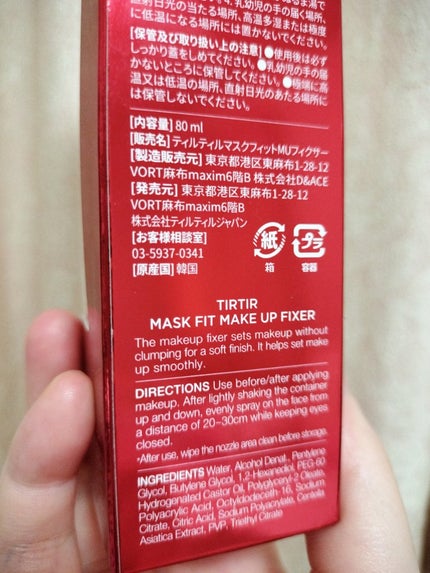 直射日光の当たる場所、高温多湿または極度
に低温になる場所には置かないでください。
[保管及び取り扱い上の注意] ●使用後は必ず
しっかり蓋をしめてください。●乳幼児の手の届
かないところに保管してください。●極端に高
温又は低温の場所、直射日光のあたる場所に
は保管しないでください。
[内容量] 80 ml
[販売名] ティルティルマスクフィットMUフィクサー
[製造販売元] 東京都港区東麻布1-28-12
VORT麻布maxim6階B 株式会社D&ACE
[発売元] 東京都港区東麻布1-28-12
VORT麻布maxim6階B
株式会社ティルティルジャパン
[お客様相談室]
03-5937-0341
[原産国] 韓国
紙
箱
プラ
容器
TIRTIR
MASK FIT MAKE UP FIXER
The makeup fixer sets makeup without
clumping for a soft finish. It helps set make
up smoothly.
DIRECTIONS Use before/after applying
makeup. After lightly shaking the container
up and down, evenly spray on the face from
a distance of 20~30cm while keeping eyes
closed.
*After use, wipe the nozzle area clean before storage.
INGREDIENTS Water, Alcohol Denat., Pentylene
Glycol, Butylene Glycol, 1,2-Hexanediol, PEG-60
Hydrogenated Castor Oil, Polyglyceryl-2 Oleate,
Polyacrylic Acid, Octyldodeceth-16, Sodium
Citrate, Citric Acid, Sodium Polyacrylate, Centella
Asiatica Extract, PVP, Triethyl Citrate